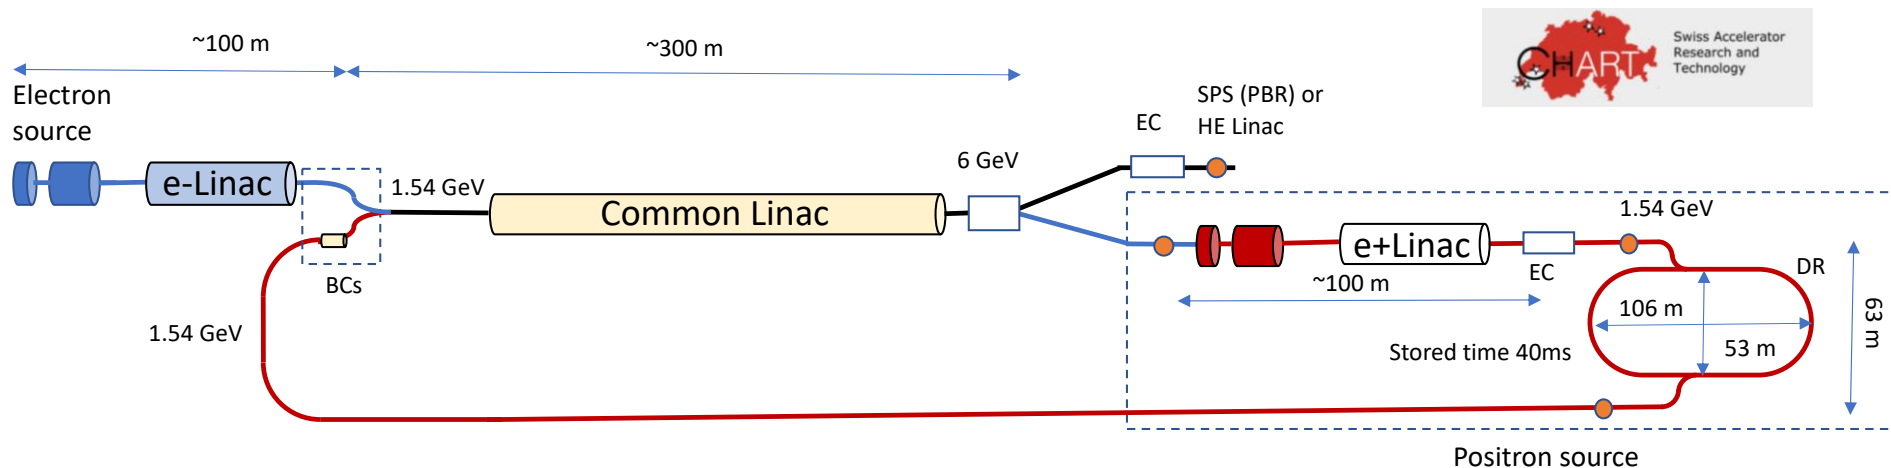 ~100 m
~300 m
Electron
source
e-Linac
BCs
1.54 GeV
1.54 GeV
Common Linac
6 GeV
EC
SPS (PBR) or
HE Linac
CHART
Swiss Accelerator
Research and
Technology
e+Linac
~100 m
EC
1.54 GeV
DR
106 m
53 m
63 m
Stored time 40ms
Positron source